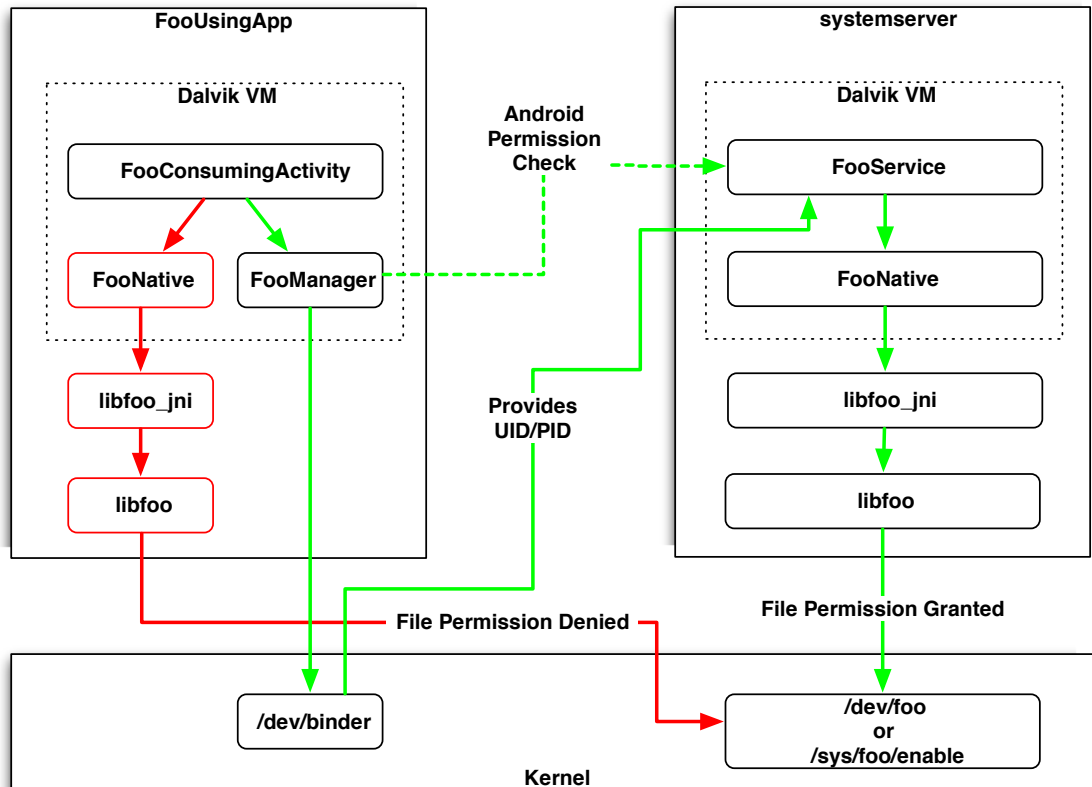 FooUsingApp
systemserver
Dalvik VM
Dalvik VM
Android
Permission
Check
FooConsumingActivity
FooService
FooNative
FooManager
FooNative
libfoo_jni
libfoo_jni
Provides
UID/PID
libfoo
libfoo
File Permission Denied
File Permission Granted
/dev/binder
/dev/foo
or
/sys/foo/enable
Kernel